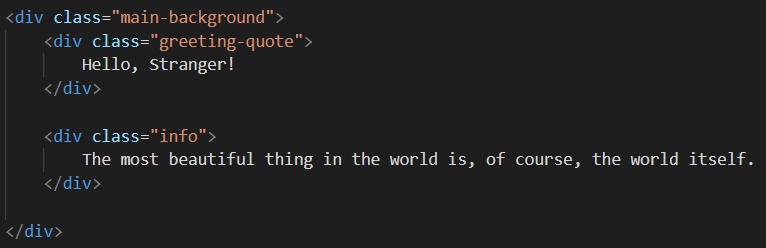 <div class="main-background">
    <div class="greeting-quote">
        Hello, Stranger!
    </div>

    <div class="info">
        The most beautiful thing in the world is, of course, the world itself.
    </div>

</div>